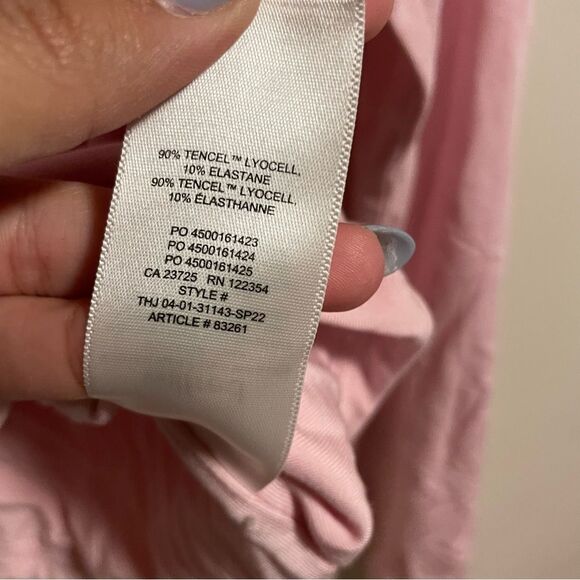 90% TENCEL™ LYOCELL,
10% ELASTANE
90% TENCEL™ LYOCELL,
10% ÉLASTHANNE
PO 4500161423
PO 4500161424
PO 4500161425
CA 23725 RN 122354
STYLE #
THJ 04-01-31143-SP22
ARTICLE # 83261